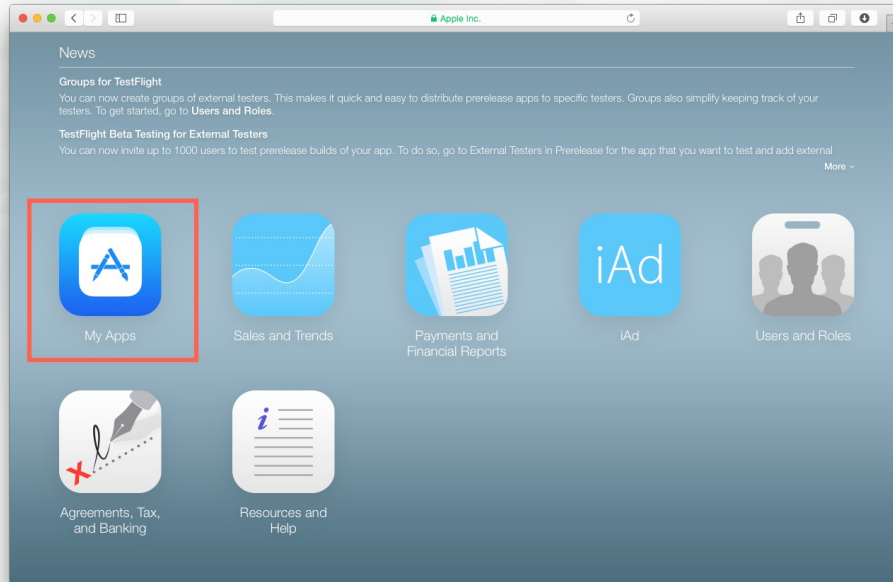 Apple Inc.
News
Groups for TestFlight
You can now create groups of external testers. This makes it quick and easy to distribute prerelease apps to specific testers. Groups also simplify keeping track of your
testers. To get started, go to Users and Roles.
TestFlight Beta Testing for External Testers
You can now invite up to 1000 users to test prerelease builds of your app. To do so, go to External Testers in Prerelease for the app that you want to test and add external
More
iAd
My Apps
Sales and Trends
Payments and
Financial Reports
iAd
Users and Roles
i
Agreements, Tax,
and Banking
Resources and
Help